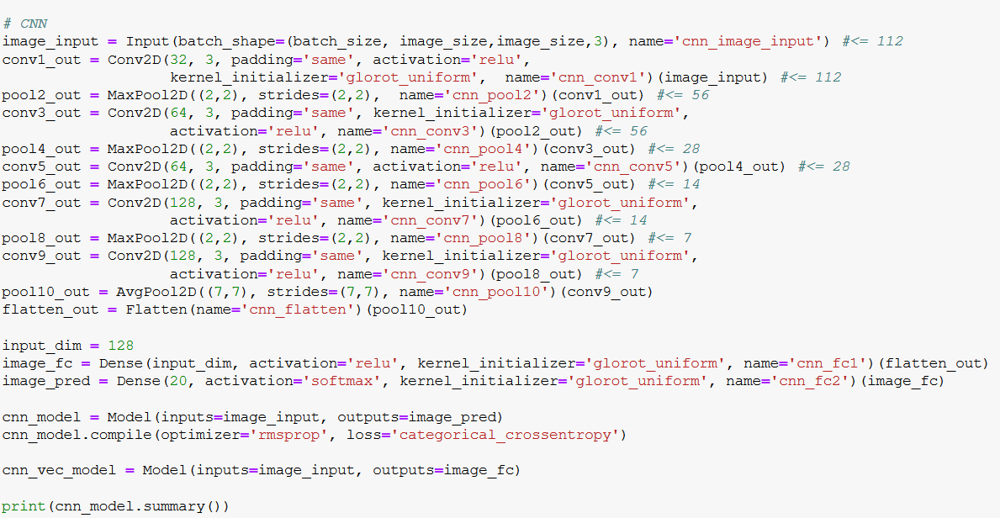 # CNN
image_input = Input(batch_shape=(batch_size, image_size,image_size,3), name='cnn_image_input') #<= 112
conv1_out = Conv2D(32, 3, padding='same', activation='relu',
                   kernel_initializer='glorot_uniform',  name='cnn_conv1')(image_input) #<= 112
pool2_out = MaxPool2D((2,2), strides=(2,2),  name='cnn_pool2')(conv1_out) #<= 56
conv3_out = Conv2D(64, 3, padding='same', kernel_initializer='glorot_uniform',
                   activation='relu', name='cnn_conv3')(pool2_out) #<= 56
pool4_out = MaxPool2D((2,2), strides=(2,2), name='cnn_pool4')(conv3_out) #<= 28
conv5_out = Conv2D(64, 3, padding='same', activation='relu', name='cnn_conv5')(pool4_out) #<= 28
pool6_out = MaxPool2D((2,2), strides=(2,2), name='cnn_pool6')(conv5_out) #<= 14
conv7_out = Conv2D(128, 3, padding='same', kernel_initializer='glorot_uniform',
                   activation='relu', name='cnn_conv7')(pool6_out) #<= 14
pool8_out = MaxPool2D((2,2), strides=(2,2), name='cnn_pool8')(conv7_out) #<= 7
conv9_out = Conv2D(128, 3, padding='same', kernel_initializer='glorot_uniform',
                   activation='relu', name='cnn_conv9')(pool8_out) #<= 7
pool10_out = AvgPool2D((7,7), strides=(7,7), name='cnn_pool10')(conv9_out)
flatten_out = Flatten(name='cnn_flatten')(pool10_out)

input_dim = 128
image_fc = Dense(input_dim, activation='relu', kernel_initializer='glorot_uniform', name='cnn_fc1')(flatten_out)
image_pred = Dense(20, activation='softmax', kernel_initializer='glorot_uniform', name='cnn_fc2')(image_fc)

cnn_model = Model(inputs=image_input, outputs=image_pred)
cnn_model.compile(optimizer='rmsprop', loss='categorical_crossentropy')

cnn_vec_model = Model(inputs=image_input, outputs=image_fc)

print(cnn_model.summary())